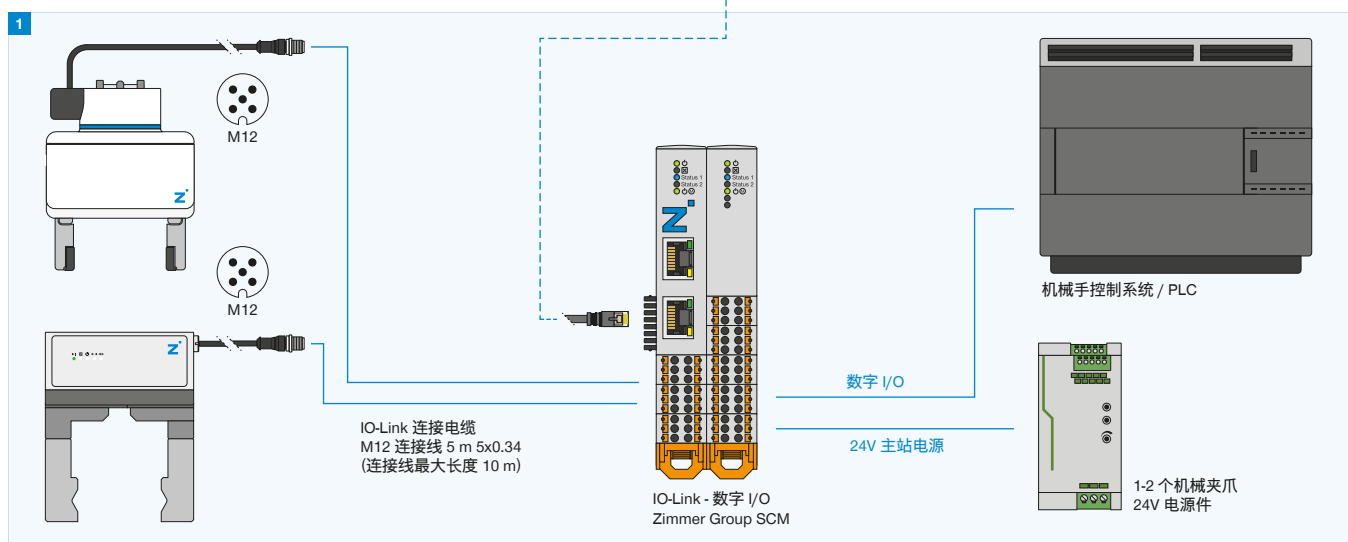 1
M12
M12
Z
Z
IO-Link 连接电缆
M12 连接线 5 m 5x0.34
(连接线最大长度 10 m)
Status 1
Status 2
Status 1
Status 2
Z
IO-Link - 数字 I/O
Zimmer Group SCM
数字 I/O
24V 主站电源
机械手控制系统 / PLC
1-2 个机械夹爪
24V 电源件